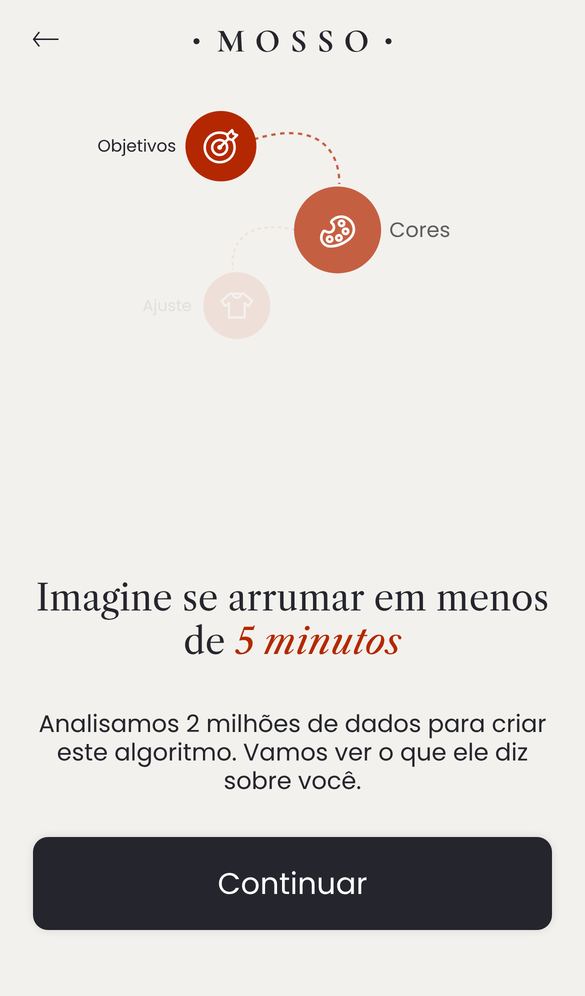 · MOSSO ·
Objetivos
Cores
Ajuste
Imagine se arrumar em menos
de 5 minutos
Analisamos 2 milhões de dados para criar
este algoritmo. Vamos ver o que ele diz
sobre você.
Continuar